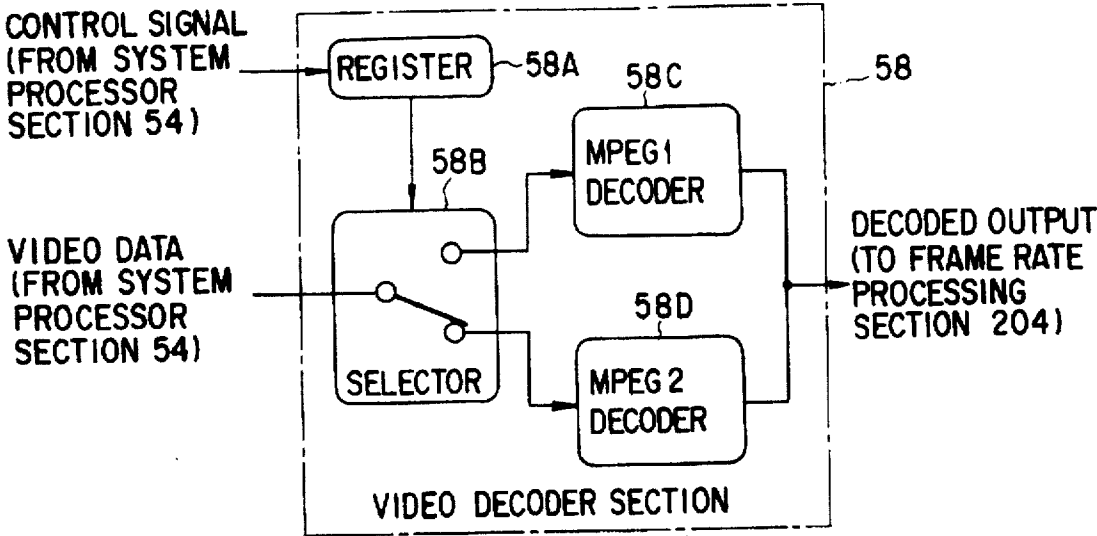 CONTROL SIGNAL
(FROM SYSTEM
PROCESSOR
SECTION 54)
REGISTER
58A
58
58C
MPEG1
DECODER
58B
VIDEO DATA
(FROM SYSTEM
PROCESSOR
SECTION 54)
SELECTOR
58D
MPEG2
DECODER
DECODED OUTPUT
(TO FRAME RATE
PROCESSING
SECTION 204)
VIDEO DECODER SECTION